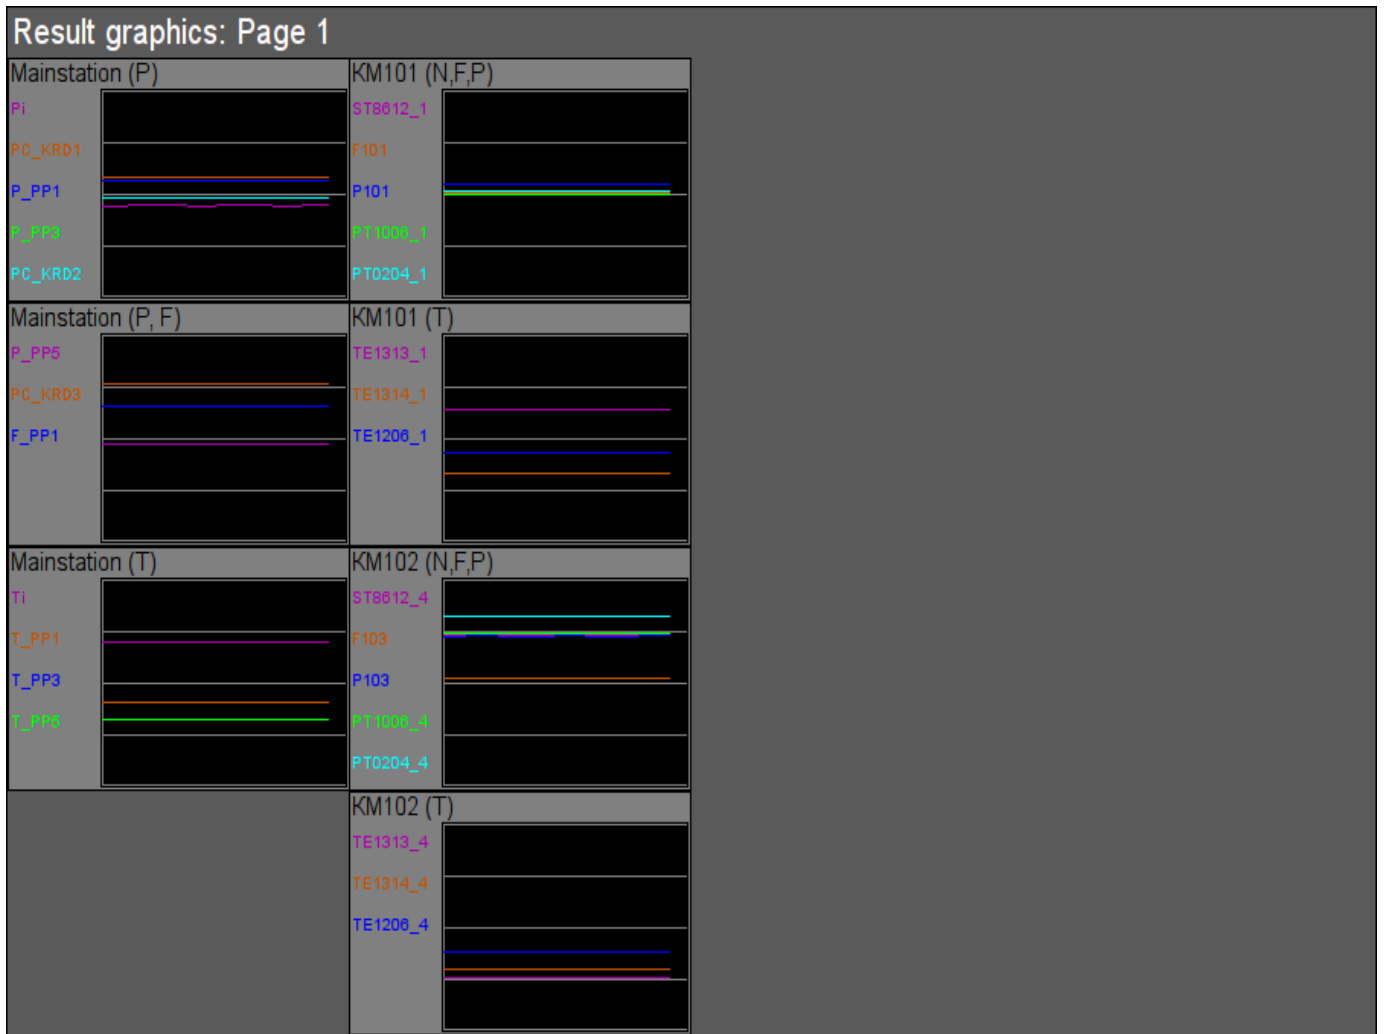 Result graphics: Page 1
Mainstation (P)
Pi
PC_KRD1
P_PP1
P_PP3
PC_KRD2
Mainstation (P, F)
P_PP5
PC_KRD3
F_PP1
Mainstation (T)
Ti
T_PP1
T_PP3
T_PP5
KM101 (N,F,P)
ST8612_1
F101
P101
PT1006_1
PT0204_1
KM101 (T)
TE1313_1
TE1314_1
TE1206_1
KM102 (N,F,P)
ST8612_4
F103
P103
PT1006_4
PT0204_4
KM102 (T)
TE1313_4
TE1314_4
TE1206_4